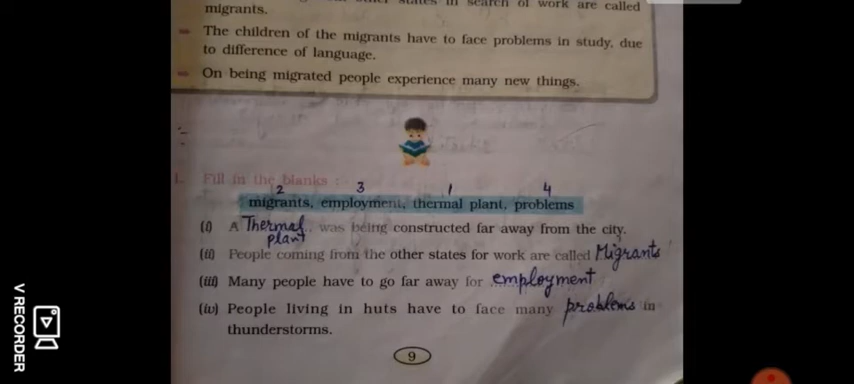 migrants.
The children of the migrants have to face problems in study, due
to difference of language.
On being migrated people experience many new things.
1. Fill in the blanks :
2 3 1 4
migrants, employment, thermal plant, problems
(i) A Thermal plant was being constructed far away from the city.
(ii) People coming from the other states for work are called Migrants
(iii) Many people have to go far away for employment
(iv) People living in huts have to face many problems in
thunderstorms.
9
V RECORDER